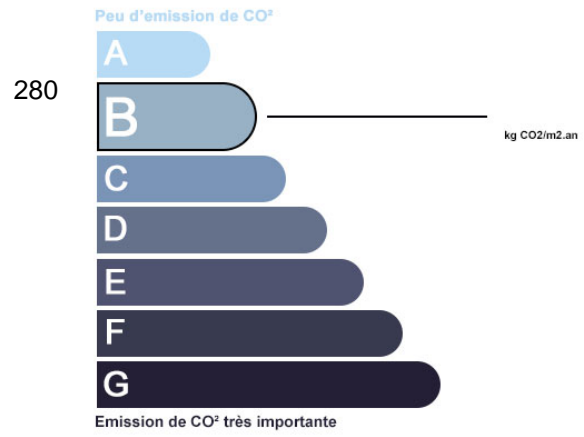 Peu d'emission de CO²
A
280
B
kg CO2/m2.an
C
D
E
F
G
Emission de CO² très importante